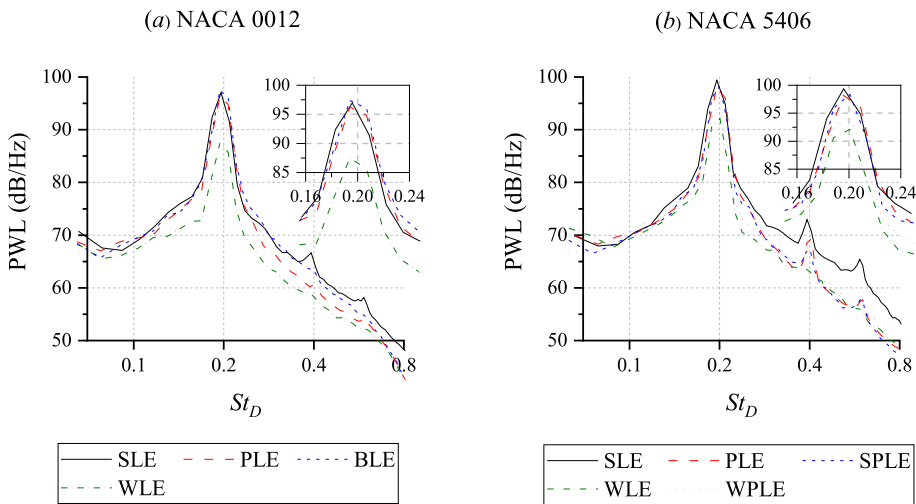 (a) NACA 0012
(b) NACA 5406
100
90
80
70
60
50
PWL (dB/Hz)
0.1
0.2
0.4
0.8
St_D
100
95
90
85
0.16
0.20
0.24
SLE
PLE
BLE
WLE
100
90
80
70
60
50
PWL (dB/Hz)
0.1
0.2
0.4
0.8
St_D
100
95
90
85
0.16
0.20
0.24
SLE
PLE
SPLE
WLE
WPLE